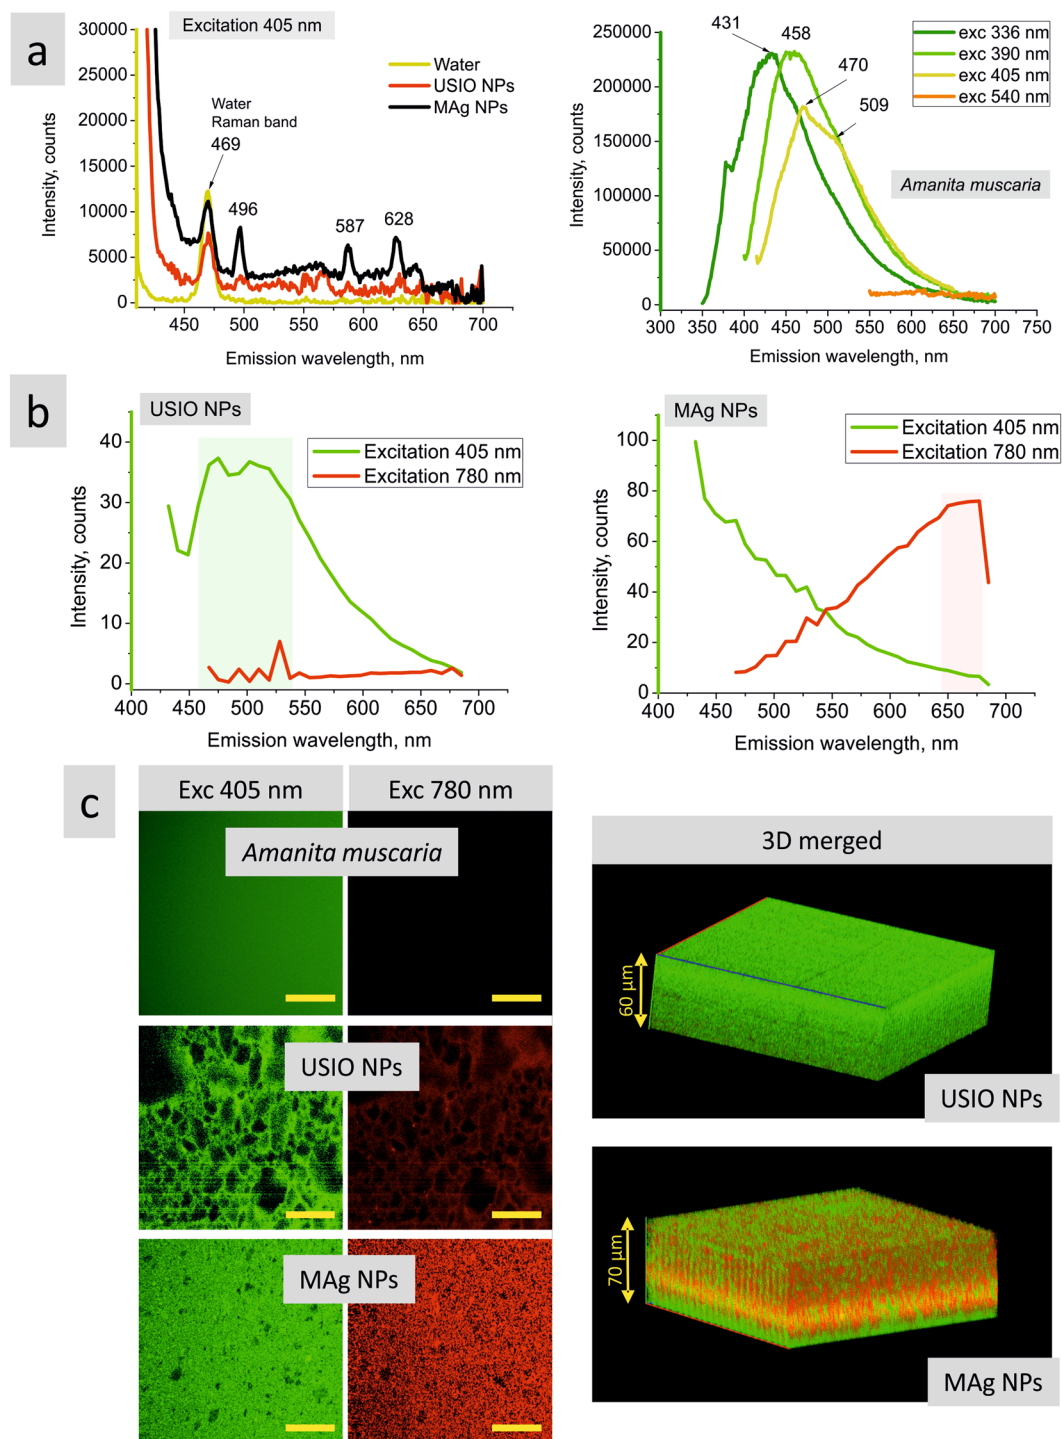 a
Excitation 405 nm
30000
25000
20000
15000
10000
5000
0
Intensity, counts
Water
USIO NPs
MAg NPs
Water
Raman band
469
496
587
628
450
500
550
600
650
700
Emission wavelength, nm
250000
200000
150000
100000
50000
0
Intensity, counts
431
458
470
509
exc 336 nm
exc 390 nm
exc 405 nm
exc 540 nm
Amanita muscaria
300
350
400
450
500
550
600
650
700
750
Emission wavelength, nm
b
USIO NPs
40
30
20
10
0
Intensity, counts
Excitation 405 nm
Excitation 780 nm
400
450
500
550
600
650
700
Emission wavelength, nm
MAg NPs
100
80
60
40
20
0
Intensity, counts
Excitation 405 nm
Excitation 780 nm
400
450
500
550
600
650
700
Emission wavelength, nm
c
Exc 405 nm
Exc 780 nm
Amanita muscaria
USIO NPs
MAg NPs
3D merged
60 µm
USIO NPs
70 µm
MAg NPs